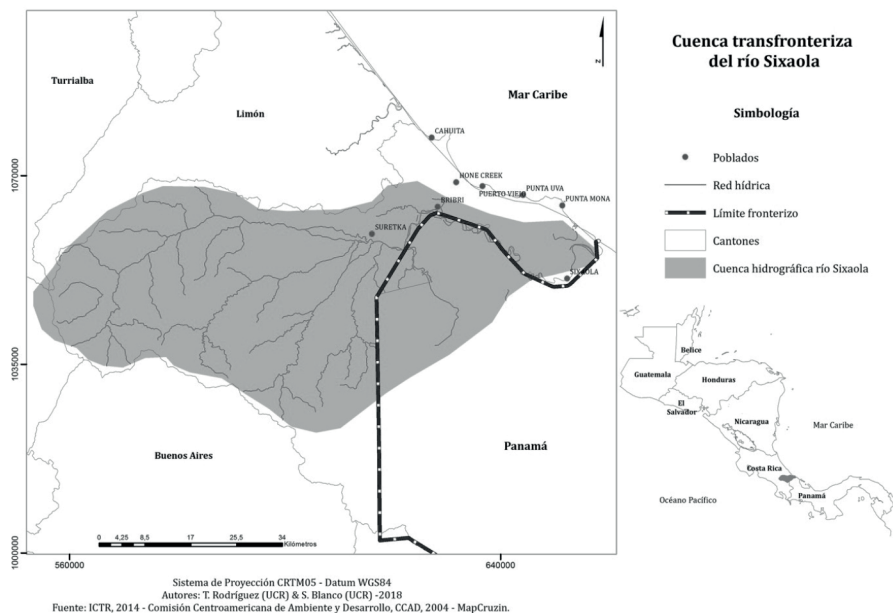 Cuenca transfronteriza
del río Sixaola
Simbología
Poblados
Red hídrica
Límite fronterizo
Cantones
Cuenca hidrográfica río Sixaola
Turrialba
Limón
Mar Caribe
N
CAHUITA
HONE CREEK
PUERTO VIEJO
PUNTA UVA
PUNTA MONA
BRIBRI
SURETKA
SIXAOLA
1070000
1035000
1000000
Buenos Aires
Panamá
0 4,25 8,5 17 25,5 34
Kilómetros
560000
640000
Belice
Guatemala
Honduras
El
Salvador
Nicaragua
Mar Caribe
Costa Rica
Panamá
Océano Pacífico
Sistema de Proyección CRTM05 - Datum WGS84
Autores: T. Rodríguez (UCR) & S. Blanco (UCR) -2018
Fuente: ICTR, 2014 - Comisión Centroamericana de Ambiente y Desarrollo, CCAD, 2004 - MapCruzin.